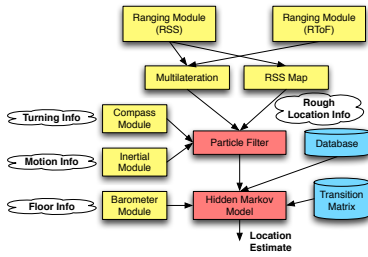 Ranging Module
(RSS)
Ranging Module
(RToF)
Multilateration
RSS Map
Rough
Location Info
Turning Info
Compass
Module
Particle Filter
Database
Motion Info
Inertial
Module
Floor Info
Barometer
Module
Hidden Markov
Model
Transition
Matrix
Location
Estimate